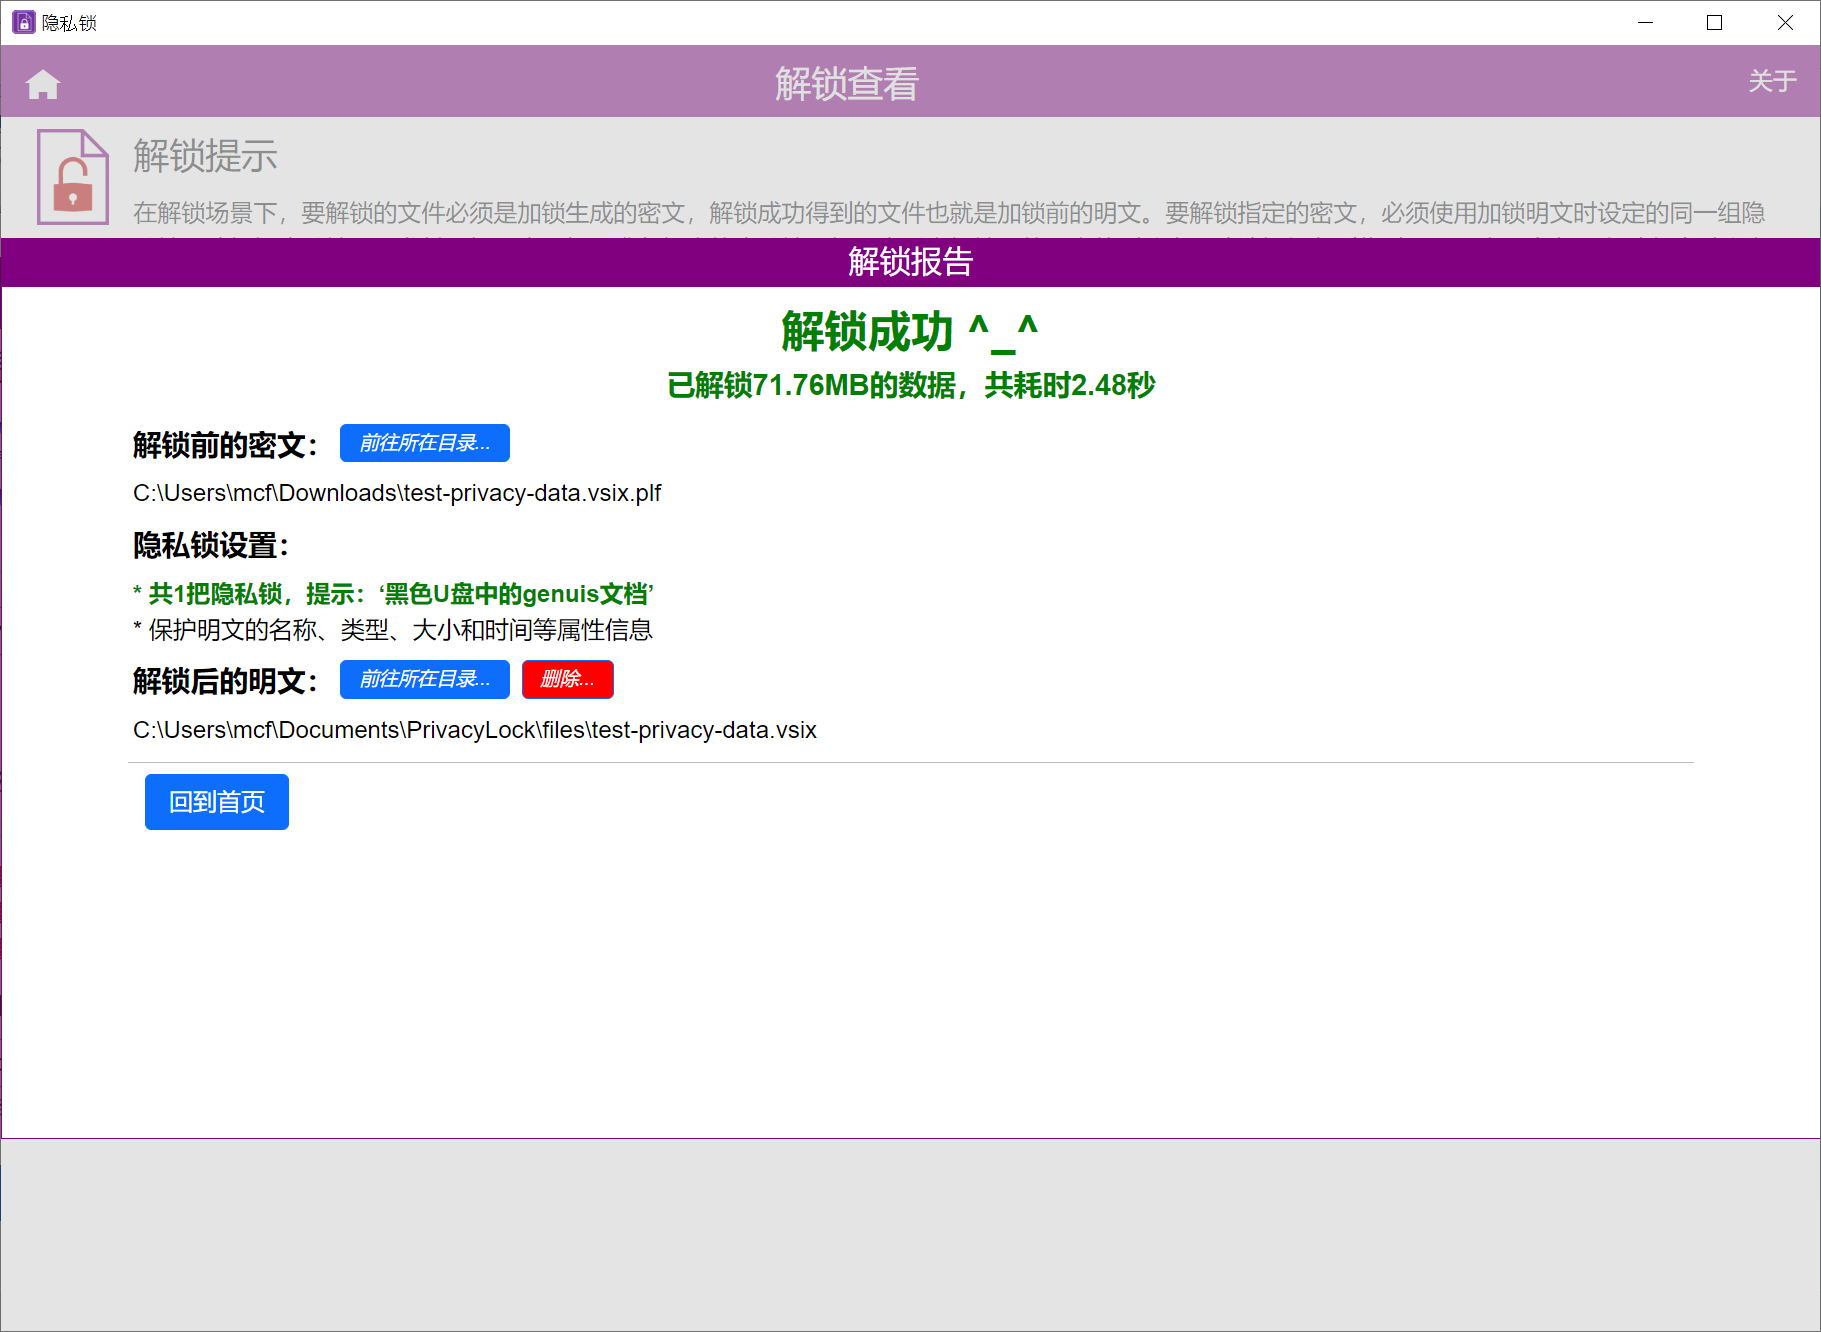 隐私锁
解锁查看
关于
解锁提示
在解锁场景下，要解锁的文件必须是加锁生成的密文，解锁成功得到的文件也就是加锁前的明文。要解锁指定的密文，必须使用加锁明文时设定的同一组隐
解锁报告
解锁成功 ^_^
已解锁71.76MB的数据，共耗时2.48秒
解锁前的密文： 前往所在目录...
C:\Users\mcf\Downloads\test-privacy-data.vsix.plf
隐私锁设置：
* 共1把隐私锁，提示：‘黑色U盘中的genuis文档’
* 保护明文的名称、类型、大小和时间等属性信息
解锁后的明文： 前往所在目录... 删除...
C:\Users\mcf\Documents\PrivacyLock\files\test-privacy-data.vsix
回到首页